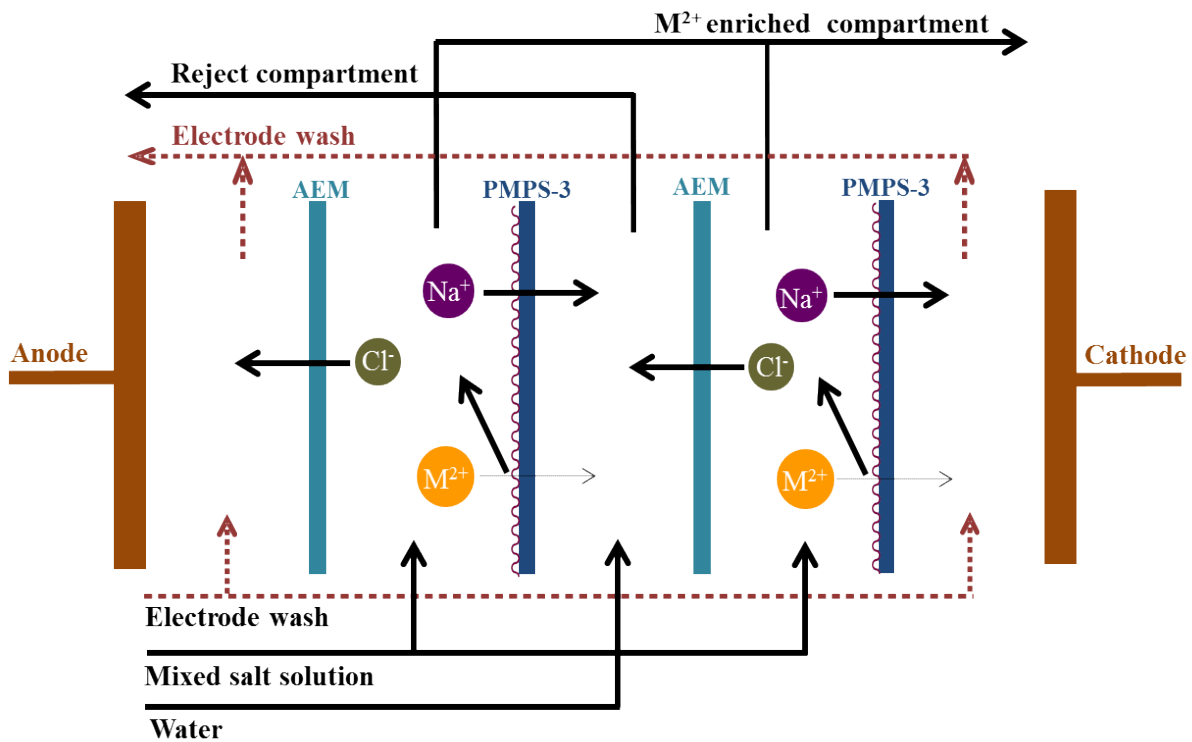 M²⁺ enriched compartment
Reject compartment
Electrode wash
AEM
PMPS-3
AEM
PMPS-3
Na⁺
Na⁺
Anode
Cl⁻
Cl⁻
Cathode
M²⁺
M²⁺
Electrode wash
Mixed salt solution
Water